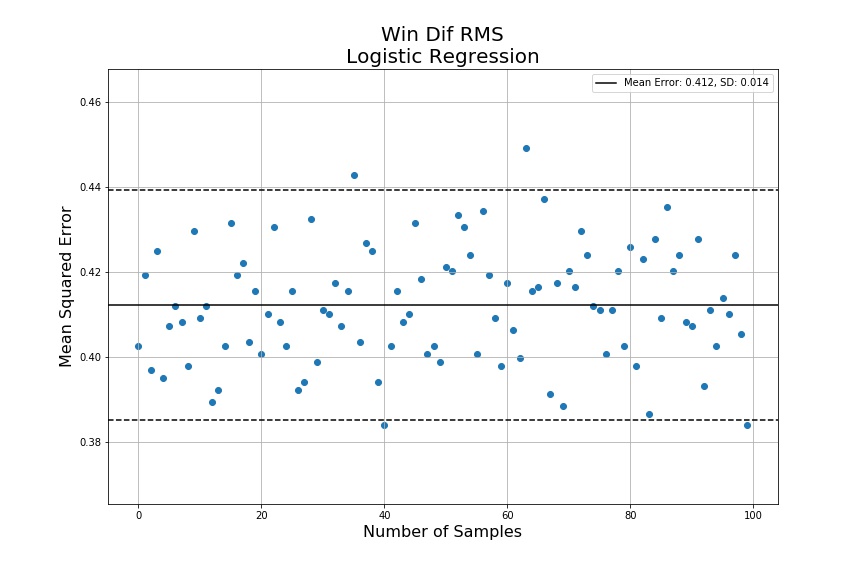 Win Dif RMS
Logistic Regression
Mean Error: 0.412, SD: 0.014
Mean Squared Error
0.46
0.44
0.42
0.40
0.38
0 20 40 60 80 100
Number of Samples